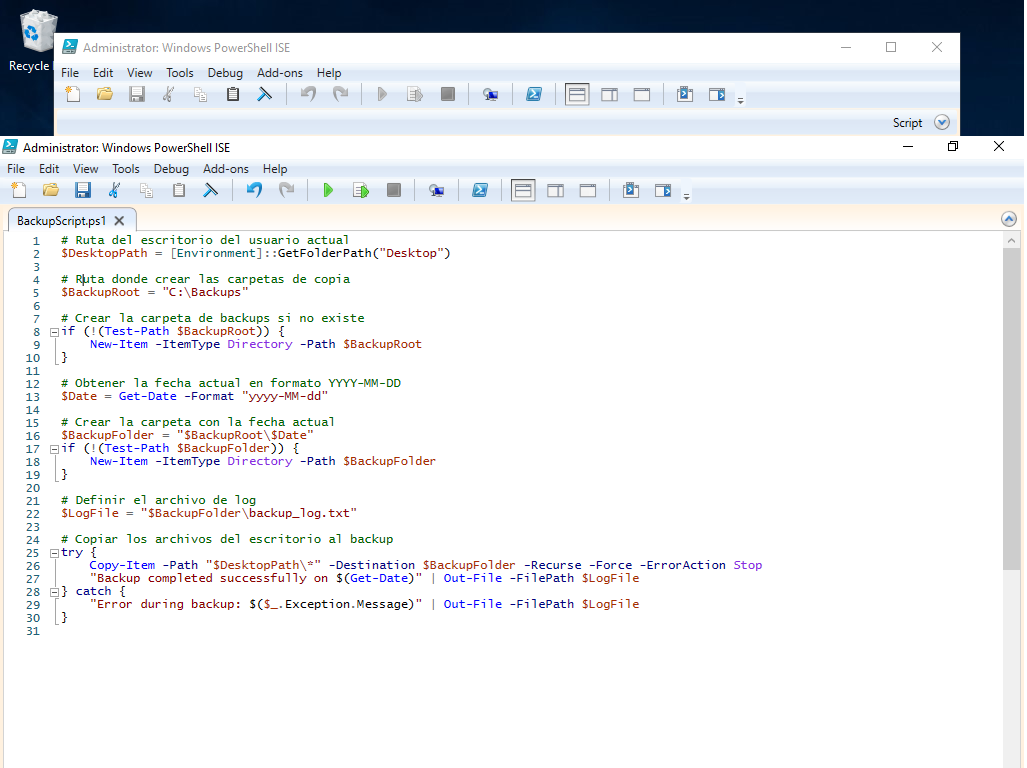 Recycle
Administrator: Windows PowerShell ISE
File Edit View Tools Debug Add-ons Help
Script
Administrator: Windows PowerShell ISE
File Edit View Tools Debug Add-ons Help
BackupScript.ps1
1 # Ruta del escritorio del usuario actual
2 $DesktopPath = [Environment]::GetFolderPath("Desktop")
3
4 # Ruta donde crear las carpetas de copia
5 $BackupRoot = "C:\Backups"
6
7 # Crear la carpeta de backups si no existe
8 if (!(Test-Path $BackupRoot)) {
9 New-Item -ItemType Directory -Path $BackupRoot
10 }
11
12 # Obtener la fecha actual en formato YYYY-MM-DD
13 $Date = Get-Date -Format "yyyy-MM-dd"
14
15 # Crear la carpeta con la fecha actual
16 $BackupFolder = "$BackupRoot\$Date"
17 if (!(Test-Path $BackupFolder)) {
18 New-Item -ItemType Directory -Path $BackupFolder
19 }
20
21 # Definir el archivo de log
22 $LogFile = "$BackupFolder\backup_log.txt"
23
24 # Copiar los archivos del escritorio al backup
25 try {
26 Copy-Item -Path "$DesktopPath\*" -Destination $BackupFolder -Recurse -Force -ErrorAction Stop
27 "Backup completed successfully on $(Get-Date)" | Out-File -FilePath $LogFile
28 } catch {
29 "Error during backup: $($_.Exception.Message)" | Out-File -FilePath $LogFile
30 }
31